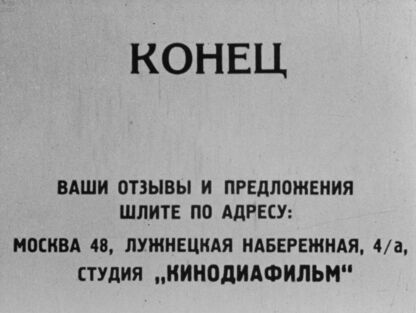 КОНЕЦ
ВАШИ ОТЗЫВЫ И ПРЕДЛОЖЕНИЯ
ШЛИТЕ ПО АДРЕСУ:
МОСКВА 48, ЛУЖНЕЦКАЯ НАБЕРЕЖНАЯ, 4/а,
СТУДИЯ „КИНОДИАФИЛЬМ“